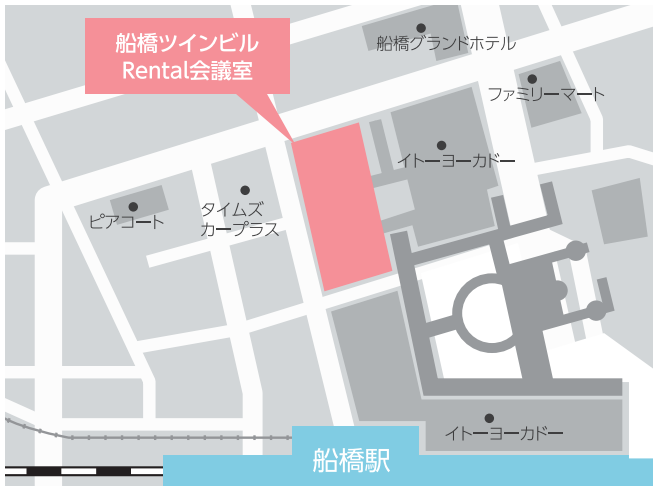 船橋グランドホテル
船橋ツインビル
Rental会議室
ファミリーマート
イトーヨーカドー
タイムズ
カープラス
ピアコート
イトーヨーカドー
船橋駅